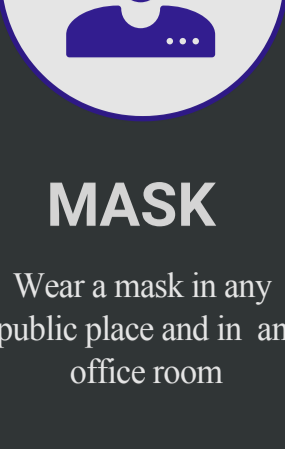 MASK
Wear a mask in any
public place and in an
office room